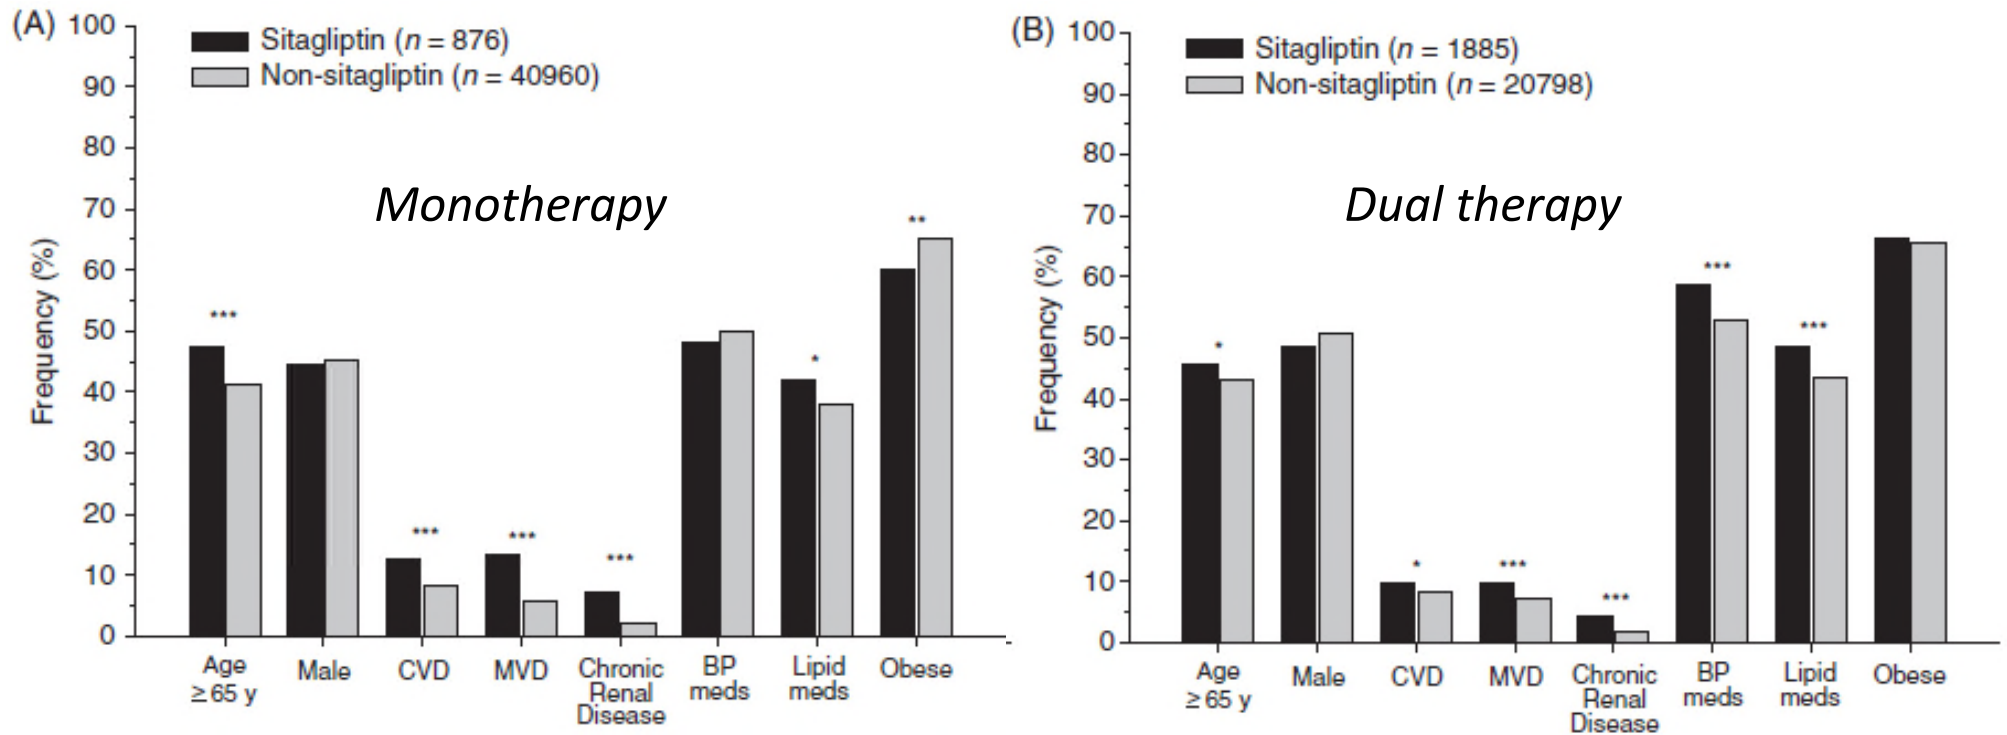 (A)
100
90
80
70
60
50
40
30
20
10
0
Frequency (%)
Sitagliptin (n = 876)
Non-sitagliptin (n = 40960)
Monotherapy
***
***
***
***
*
**
Age
≥ 65 y
Male
CVD
MVD
Chronic
Renal
Disease
BP
meds
Lipid
meds
Obese
(B)
100
90
80
70
60
50
40
30
20
10
0
Frequency (%)
Sitagliptin (n = 1885)
Non-sitagliptin (n = 20798)
Dual therapy
*
*
***
***
***
***
Age
≥ 65 y
Male
CVD
MVD
Chronic
Renal
Disease
BP
meds
Lipid
meds
Obese